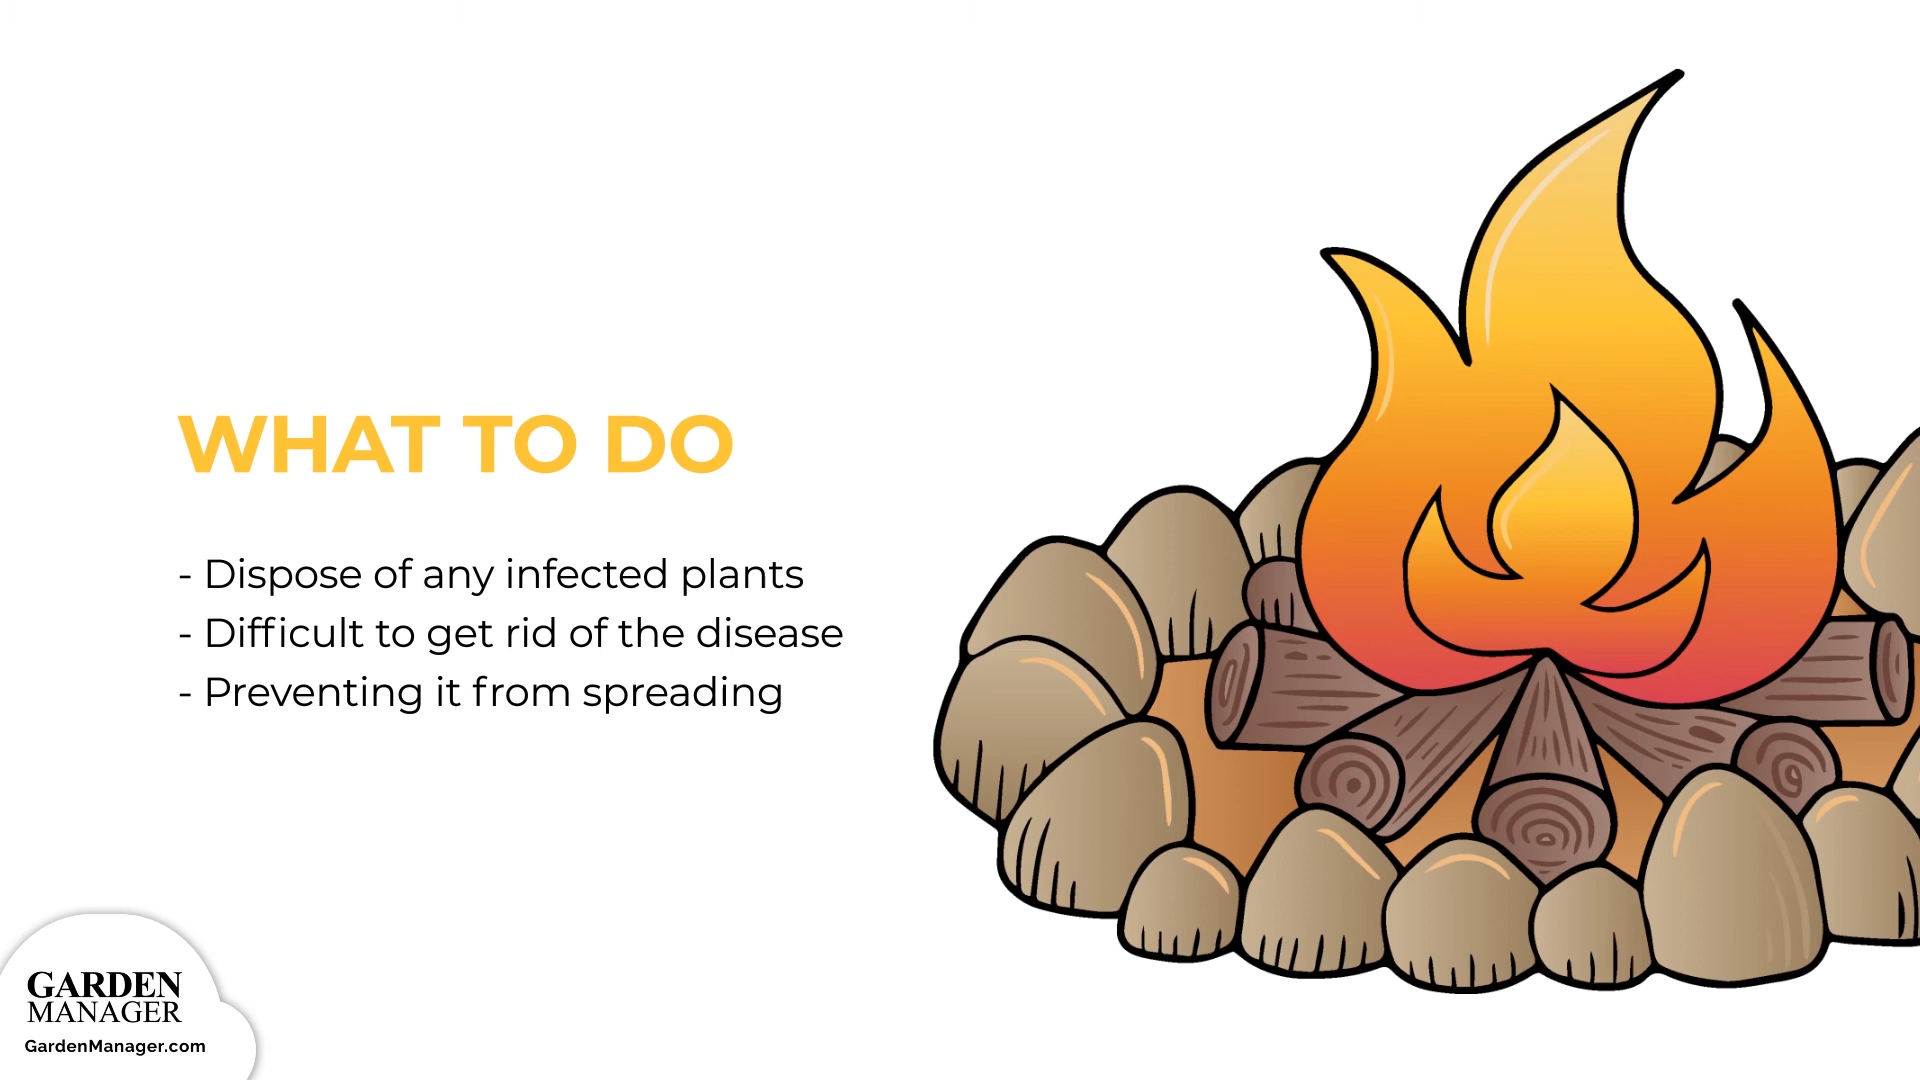 WHAT TO DO
- Dispose of any infected plants
- Difficult to get rid of the disease
- Preventing it from spreading
GARDEN
MANAGER
GardenManager.com